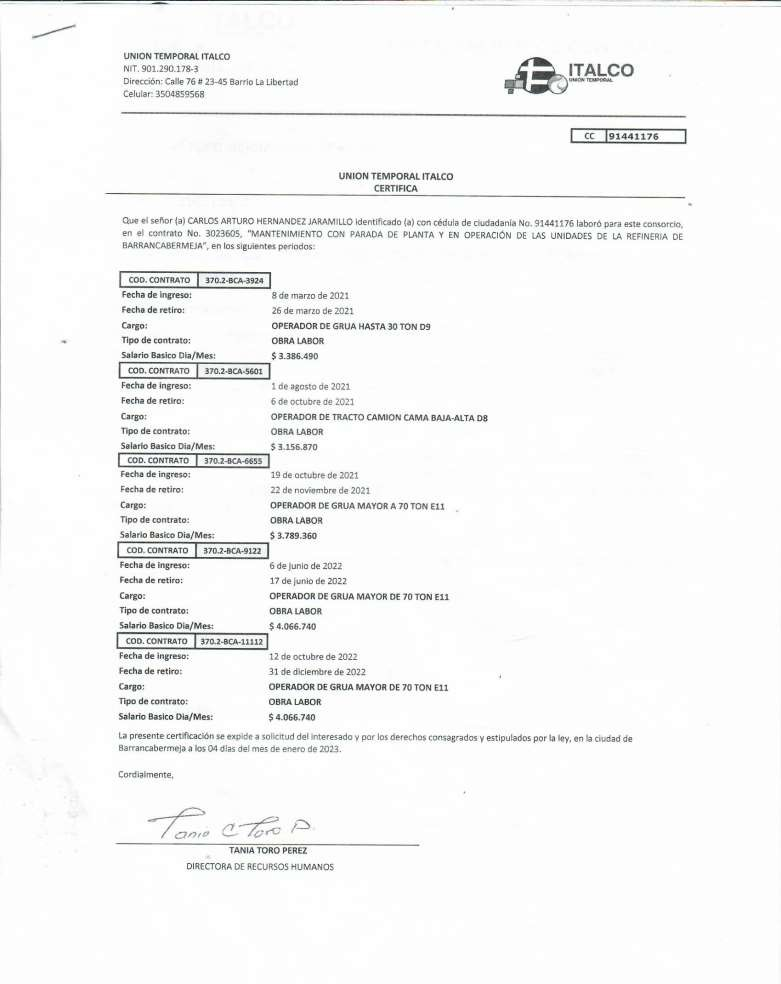 UNION TEMPORAL ITALCO
NIT. 901.290.178-3
Dirección: Calle 76 # 23-45 Barrio La Libertad
Celular: 3504859568
ITALCO
UNION TEMPORAL
CC 91441176
UNION TEMPORAL ITALCO
CERTIFICA
Que el señor (a) CARLOS ARTURO HERNANDEZ JARAMILLO identificado (a) con cédula de ciudadanía No. 91441176 laboró para este consorcio,
en el contrato No. 3023605, "MANTENIMIENTO CON PARADA DE PLANTA Y EN OPERACIÓN DE LAS UNIDADES DE LA REFINERIA DE
BARRANCABERMEJA", en los siguientes periodos:
COD. CONTRATO 370.2-BCA-3924
Fecha de ingreso: 8 de marzo de 2021
Fecha de retiro: 26 de marzo de 2021
Cargo: OPERADOR DE GRUA HASTA 30 TON D9
Tipo de contrato: OBRA LABOR
Salario Basico Dia/Mes: $ 3.386.490
COD. CONTRATO 370.2-BCA-5601
Fecha de ingreso: 1 de agosto de 2021
Fecha de retiro: 6 de octubre de 2021
Cargo: OPERADOR DE TRACTO CAMION CAMA BAJA-ALTA D8
Tipo de contrato: OBRA LABOR
Salario Basico Dia/Mes: $ 3.156.870
COD. CONTRATO 370.2-BCA-6655
Fecha de ingreso: 19 de octubre de 2021
Fecha de retiro: 22 de noviembre de 2021
Cargo: OPERADOR DE GRUA MAYOR A 70 TON E11
Tipo de contrato: OBRA LABOR
Salario Basico Dia/Mes: $ 3.789.360
COD. CONTRATO 370.2-BCA-9122
Fecha de ingreso: 6 de junio de 2022
Fecha de retiro: 17 de junio de 2022
Cargo: OPERADOR DE GRUA MAYOR DE 70 TON E11
Tipo de contrato: OBRA LABOR
Salario Basico Dia/Mes: $ 4.066.740
COD. CONTRATO 370.2-BCA-11112
Fecha de ingreso: 12 de octubre de 2022
Fecha de retiro: 31 de diciembre de 2022
Cargo: OPERADOR DE GRUA MAYOR DE 70 TON E11
Tipo de contrato: OBRA LABOR
Salario Basico Dia/Mes: $ 4.066.740
La presente certificación se expide a solicitud del interesado y por los derechos consagrados y estipulados por la ley, en la ciudad de
Barrancabermeja a los 04 días del mes de enero de 2023.
Cordialmente,
Tania C Toro P.
TANIA TORO PEREZ
DIRECTORA DE RECURSOS HUMANOS